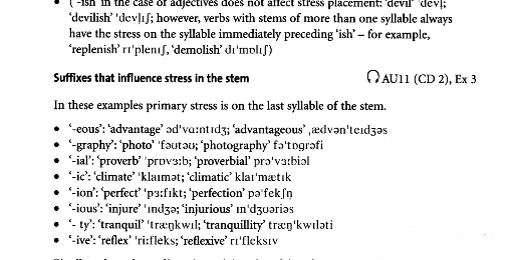 • ('-ish' in the case of adjectives does not affect stress placement: 'devil' ˈdevl̩;
'devilish' ˈdevl̩ɪʃ; however, verbs with stems of more than one syllable always
have the stress on the syllable immediately preceding 'ish' – for example,
'replenish' rɪˈplenɪʃ, 'demolish' dɪˈmɒlɪʃ)
Suffixes that influence stress in the stem
AU11 (CD 2), Ex 3
In these examples primary stress is on the last syllable of the stem.
• '-eous': 'advantage' ədˈvɑːntɪdʒ; 'advantageous' ˌædvənˈteɪdʒəs
• '-graphy': 'photo' ˈfəʊtəʊ; 'photography' fəˈtɒɡrəfi
• '-ial': 'proverb' ˈprɒvɜːb; 'proverbial' prəˈvɜːbiəl
• '-ic': 'climate' ˈklaɪmət; 'climatic' klaɪˈmætɪk
• '-ion': 'perfect' ˈpɜːfɪkt; 'perfection' pəˈfekʃn̩
• '-ious': 'injure' ˈɪndʒə; 'injurious' ɪnˈdʒʊəriəs
• '- ty': 'tranquil' ˈtræŋkwɪl; 'tranquillity' træŋˈkwɪləti
• '-ive': 'reflex' ˈriːfleks; 'reflexive' rɪˈfleksɪv